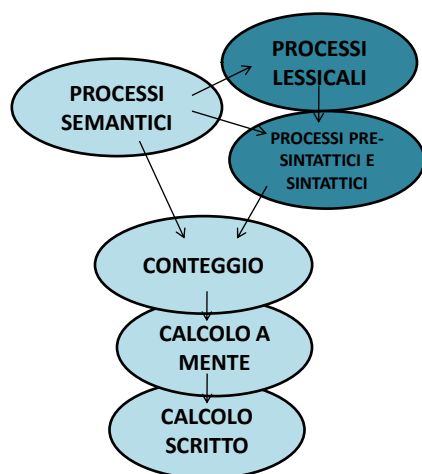 PROCESSI
LESSICALI
PROCESSI
SEMANTICI
PROCESSI PRE-
SINTATTICI E
SINTATTICI
CONTEGGIO
CALCOLO A
MENTE
CALCOLO
SCRITTO